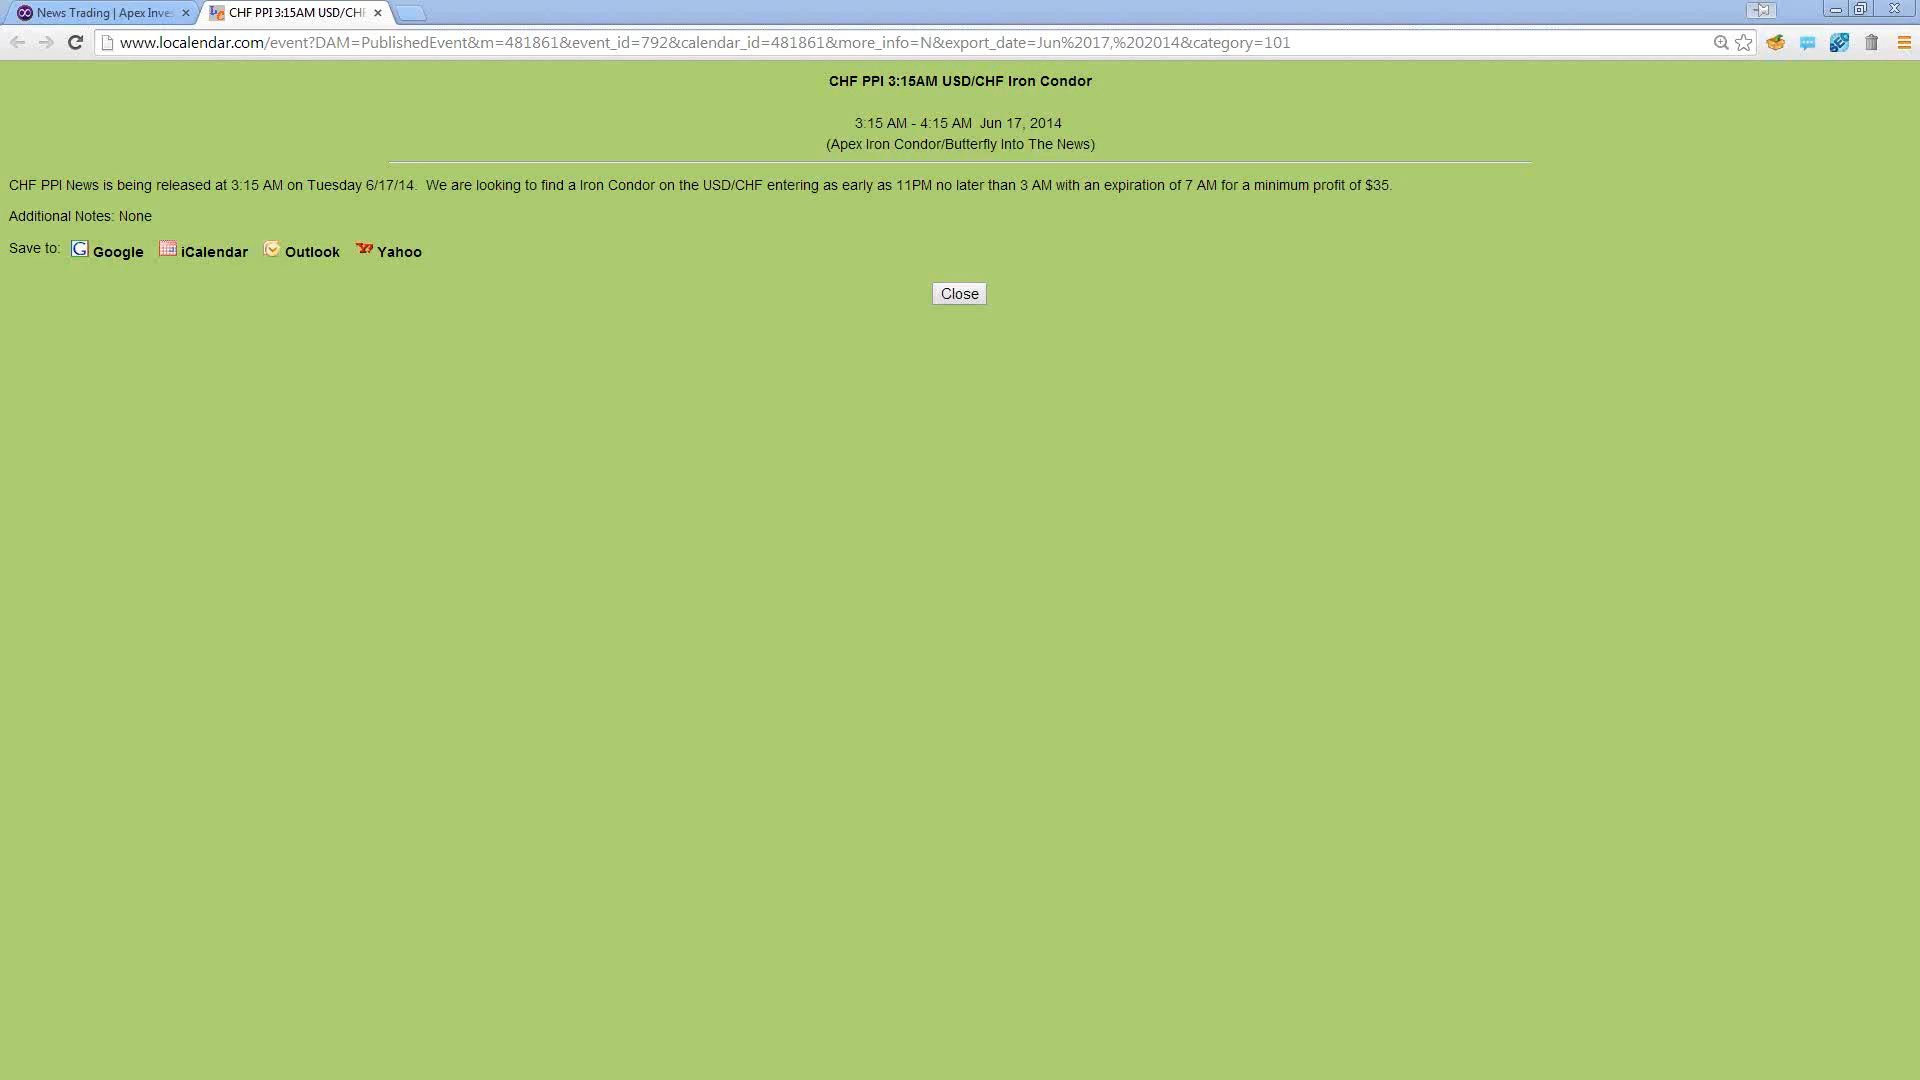 News Trading | Apex Inve
CHF PPI 3:15AM USD/CHF
www.localendar.com/event?DAM=PublishedEvent&m=481861&event_id=792&calendar_id=481861&more_info=N&export_date=Jun%2017,%202014&category=101
CHF PPI 3:15AM USD/CHF Iron Condor
3:15 AM - 4:15 AM  Jun 17, 2014
(Apex Iron Condor/Butterfly Into The News)
CHF PPI News is being released at 3:15 AM on Tuesday 6/17/14.  We are looking to find a Iron Condor on the USD/CHF entering as early as 11PM no later than 3 AM with an expiration of 7 AM for a minimum profit of $35.
Additional Notes: None
Save to: Google iCalendar Outlook Yahoo
Close